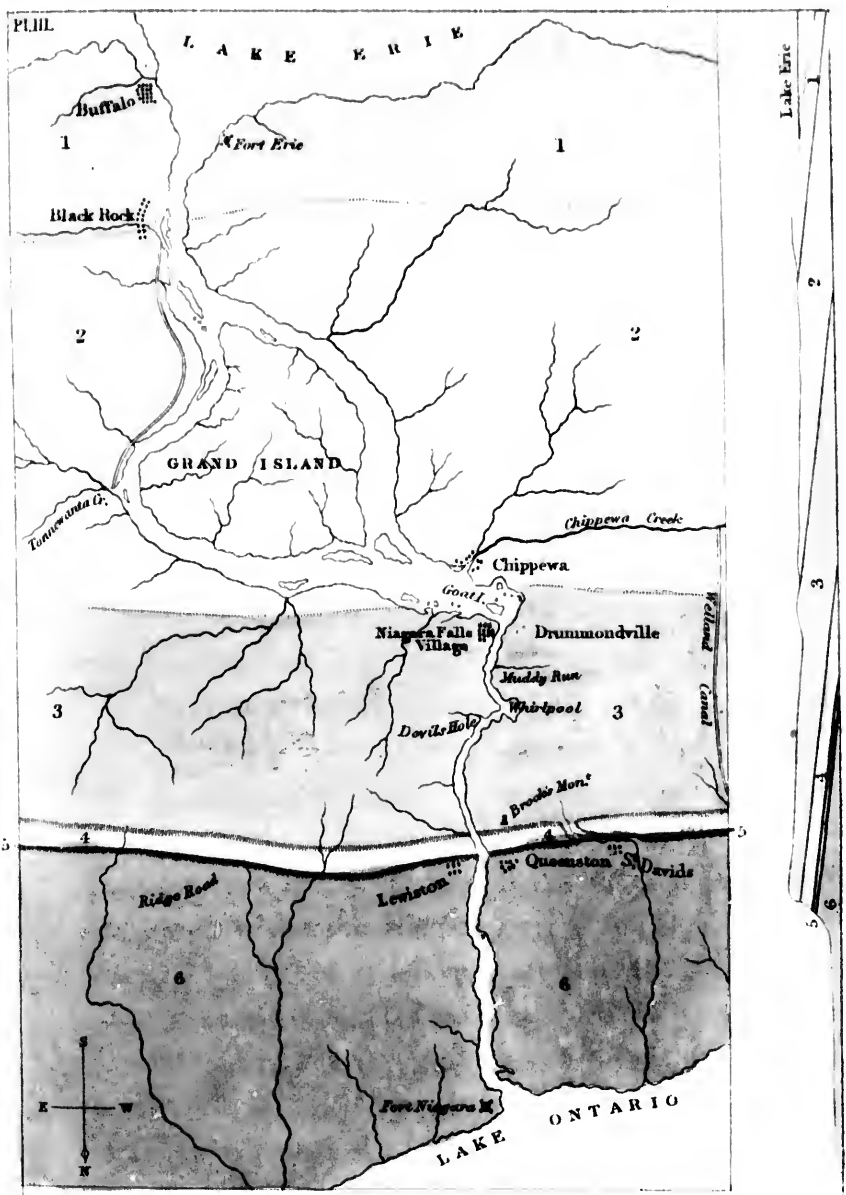 Pl.III.
LAKE ERIE
Lake Erie
1
Buffalo
Fort Erie
1
1
Black Rock
2
2
2
GRAND ISLAND
Tonnewanta Cr.
Chippewa Creek
Chippewa
Goat I.
3
Niagara Falls
Village
Drummondville
Welland Canal
Muddy Run
3
Whirlpool
3
Devils Hole
4
Brock's Mon.t
5
4
4
5
Queenston
St. Davids
Lewiston
Ridge Road
6
5
6
6
S
E
W
N
Fort Niagara
LAKE ONTARIO